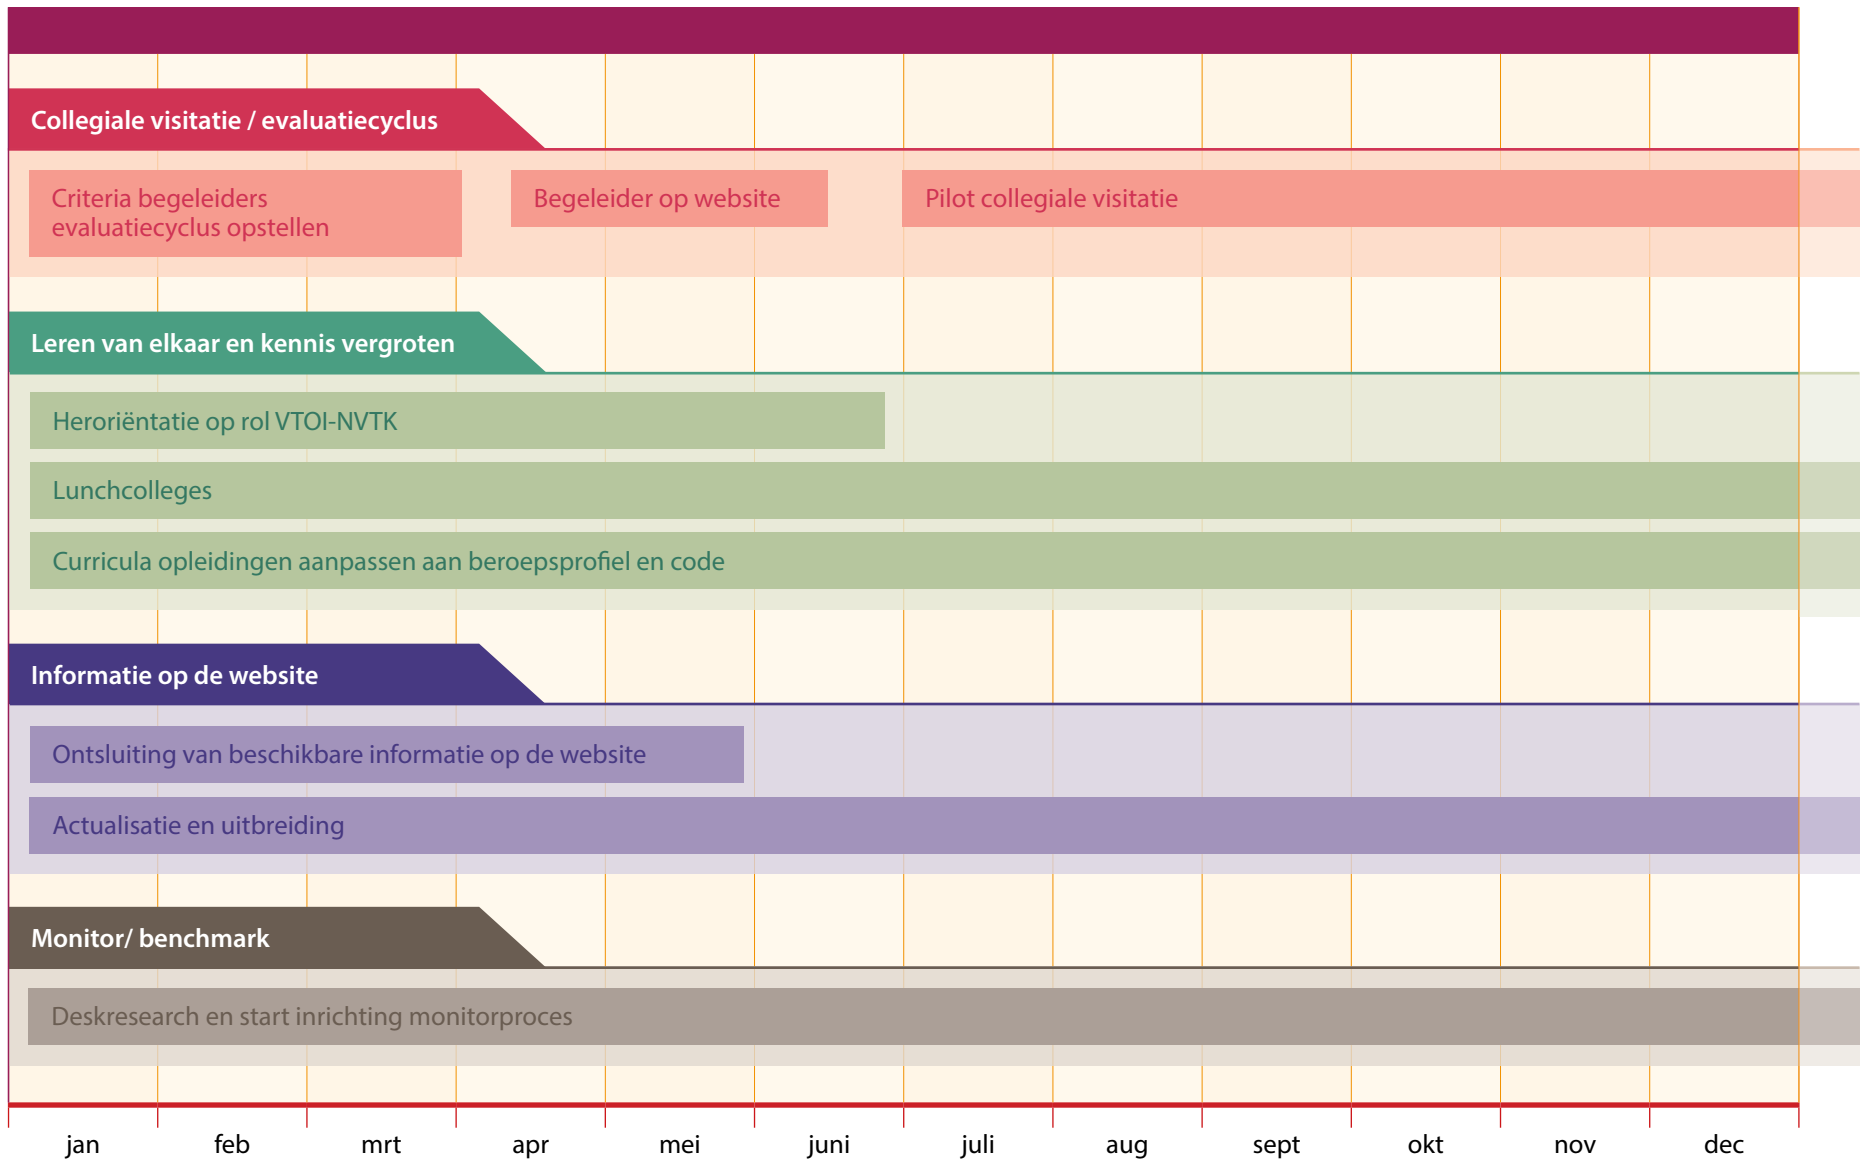 Collegiale visitatie / evaluatiecyclus
Criteria begeleiders
evaluatiecyclus opstellen
Begeleider op website
Pilot collegiale visitatie
Leren van elkaar en kennis vergroten
Heroriëntatie op rol VTOI-NVTK
Lunchcolleges
Curricula opleidingen aanpassen aan beroepsprofiel en code
Informatie op de website
Ontsluiting van beschikbare informatie op de website
Actualisatie en uitbreiding
Monitor/ benchmark
Deskresearch en start inrichting monitorproces
jan feb mrt apr mei juni juli aug sept okt nov dec